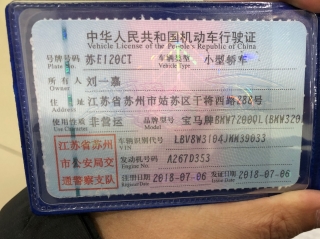 中华人民共和国机动车行驶证
Vehicle License of the People's Republic of China
号牌号码 苏E120CT 车辆类型 小型轿车
Plate No. Vehicle Type
所有人 刘一嘉
Owner
住址 江苏省苏州市姑苏区干将西路288号
Address
使用性质 非营运 品牌型号 宝马牌BMW7200QL(BMW320
Use Character Model
江苏省苏州市公安局交通警察支队
车辆识别代号
VIN
发动机号码 A267D353
Engine No.
注册日期 2018-07-06 发证日期 2018-07-06
Register Date Issue Date